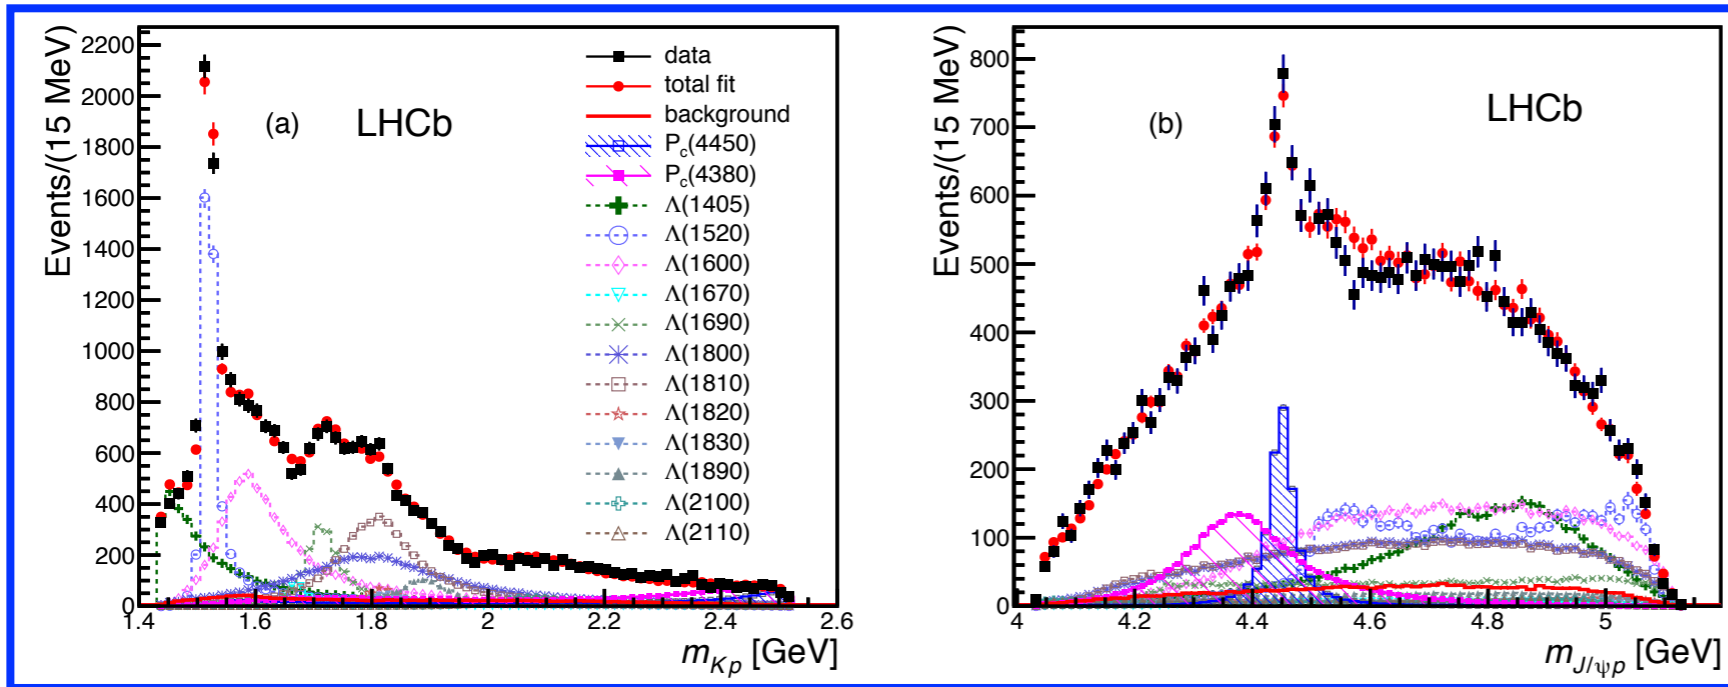 Events/(15 MeV)
2200
2000
1800
1600
1400
1200
1000
800
600
400
200
0
1.4
1.6
1.8
2
2.2
2.4
2.6
m_{Kp} [GeV]
(a)
LHCb
data
total fit
background
P_c(4450)
P_c(4380)
Λ(1405)
Λ(1520)
Λ(1600)
Λ(1670)
Λ(1690)
Λ(1800)
Λ(1810)
Λ(1820)
Λ(1830)
Λ(1890)
Λ(2100)
Λ(2110)
Events/(15 MeV)
800
700
600
500
400
300
200
100
0
4
4.2
4.4
4.6
4.8
5
m_{J/ψp} [GeV]
(b)
LHCb